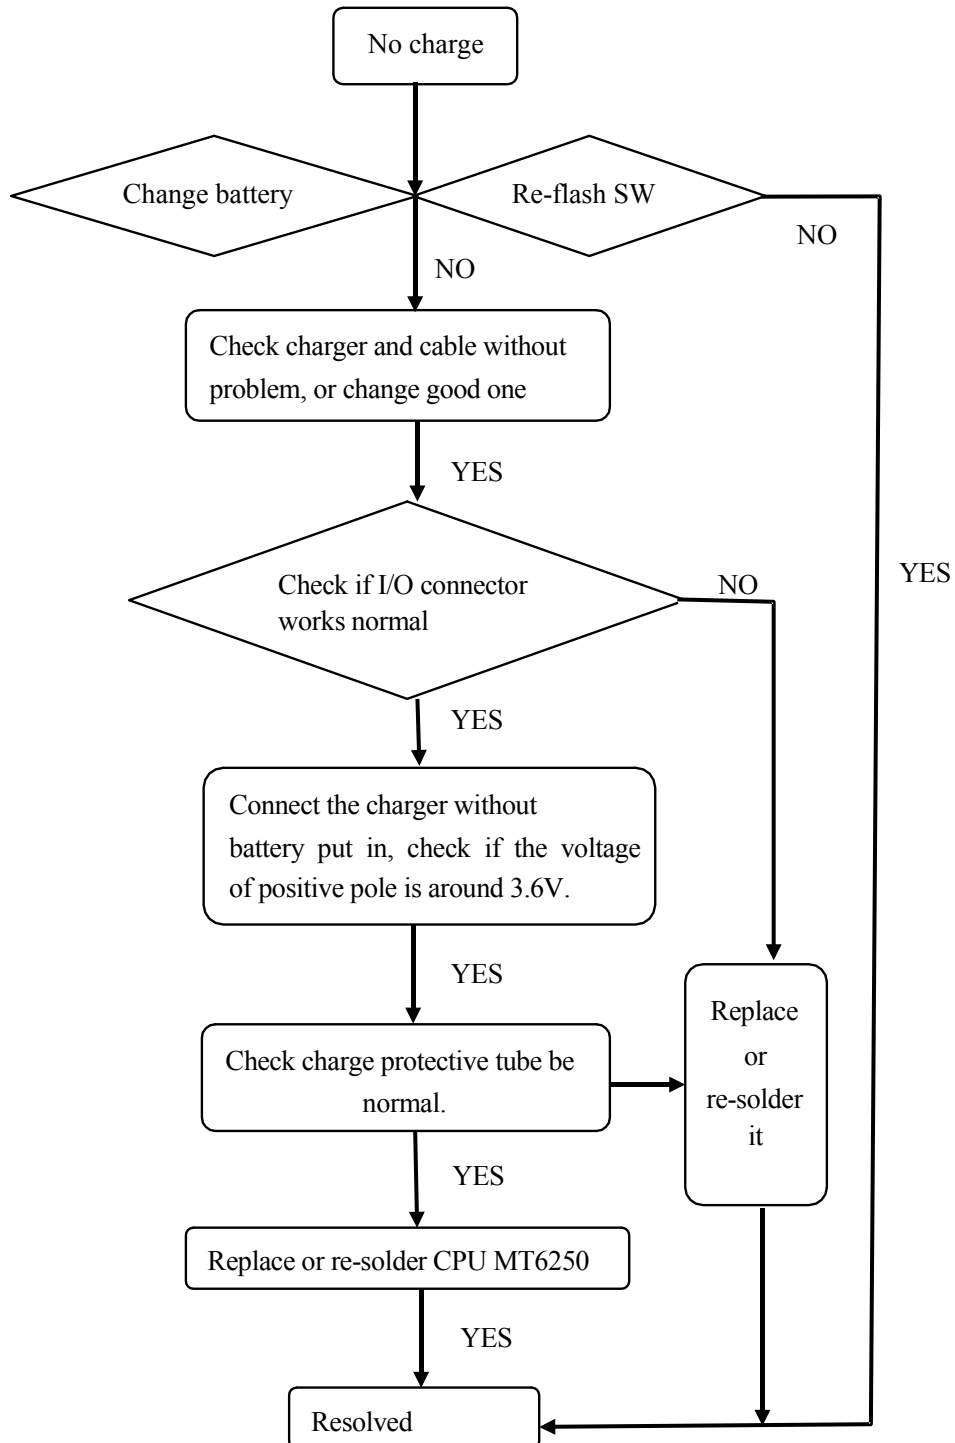 No charge
Change battery
Re-flash SW
NO
NO
Check charger and cable without
problem, or change good one
YES
Check if I/O connector
works normal
NO
YES
YES
Connect the charger without
battery put in, check if the voltage
of positive pole is around 3.6V.
YES
Replace
or
re-solder
it
Check charge protective tube be
normal.
YES
Replace or re-solder CPU MT6250
YES
Resolved